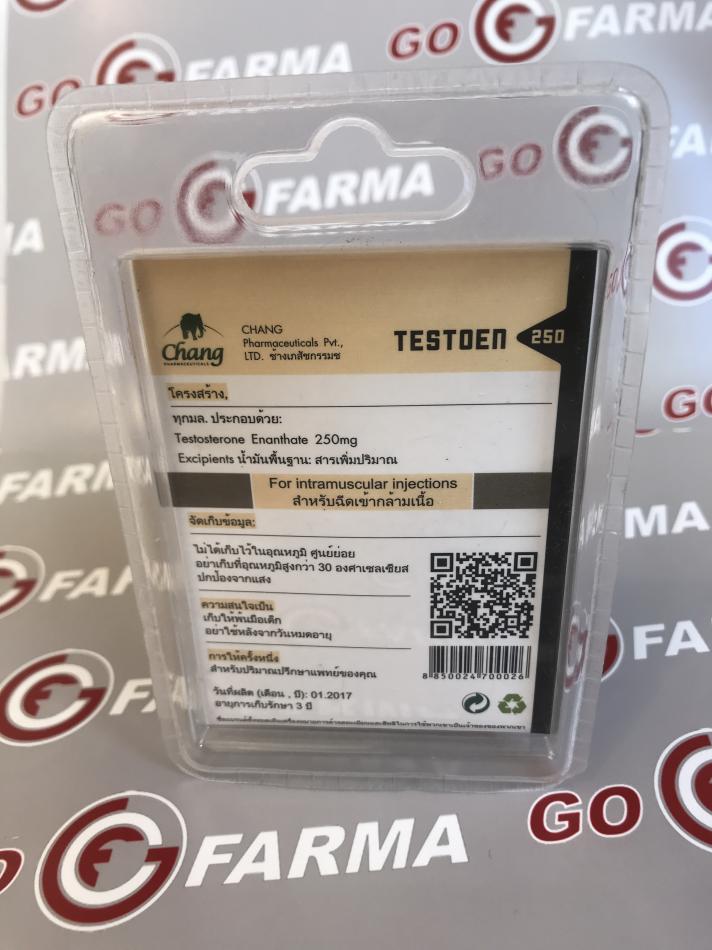 GO FARMA
GO FARMA
GO FARMA
GO
Chang
PHARMACEUTICALS
CHANG
Pharmaceuticals Pvt.,
LTD. ช้างเภสัชกรรมช
TESTOEN 250
โครงสร้าง,
ทุกมล. ประกอบด้วย:
Testosterone Enanthate 250mg
Excipients น้ำมันพื้นฐาน: สารเพิ่มปริมาณ
For intramuscular injections
สำหรับฉีดเข้ากล้ามเนื้อ
จัดเก็บข้อมูล:
ไม่ได้เก็บไว้ในอุณหภูมิ ศูนย์ย่อย
อย่าเก็บที่อุณหภูมิสูงกว่า 30 องศาเซลเซียส
ปกป้องจากแสง
ความสนใจเป็น
เก็บให้พ้นมือเด็ก
อย่าใช้หลังจากวันหมดอายุ
การให้ครั้งหนึ่ง
สำหรับปริมาณปรึกษาแพทย์ของคุณ
8 850024 700026
วันที่ผลิต (เดือน , ปี): 01.2017
อายุการเก็บรักษา 3 ปี
GO FARMA
GO